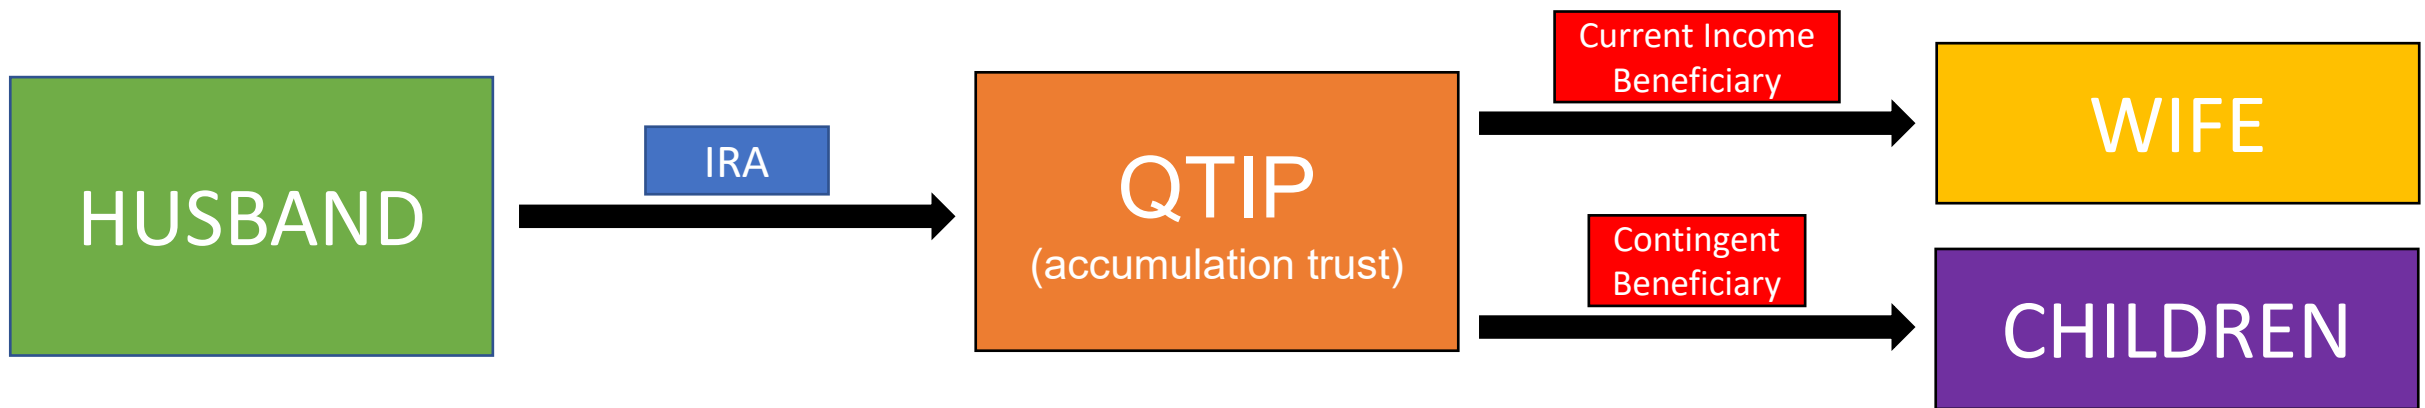 HUSBAND
IRA
QTIP
(accumulation trust)
Current Income
Beneficiary
WIFE
Contingent
Beneficiary
CHILDREN